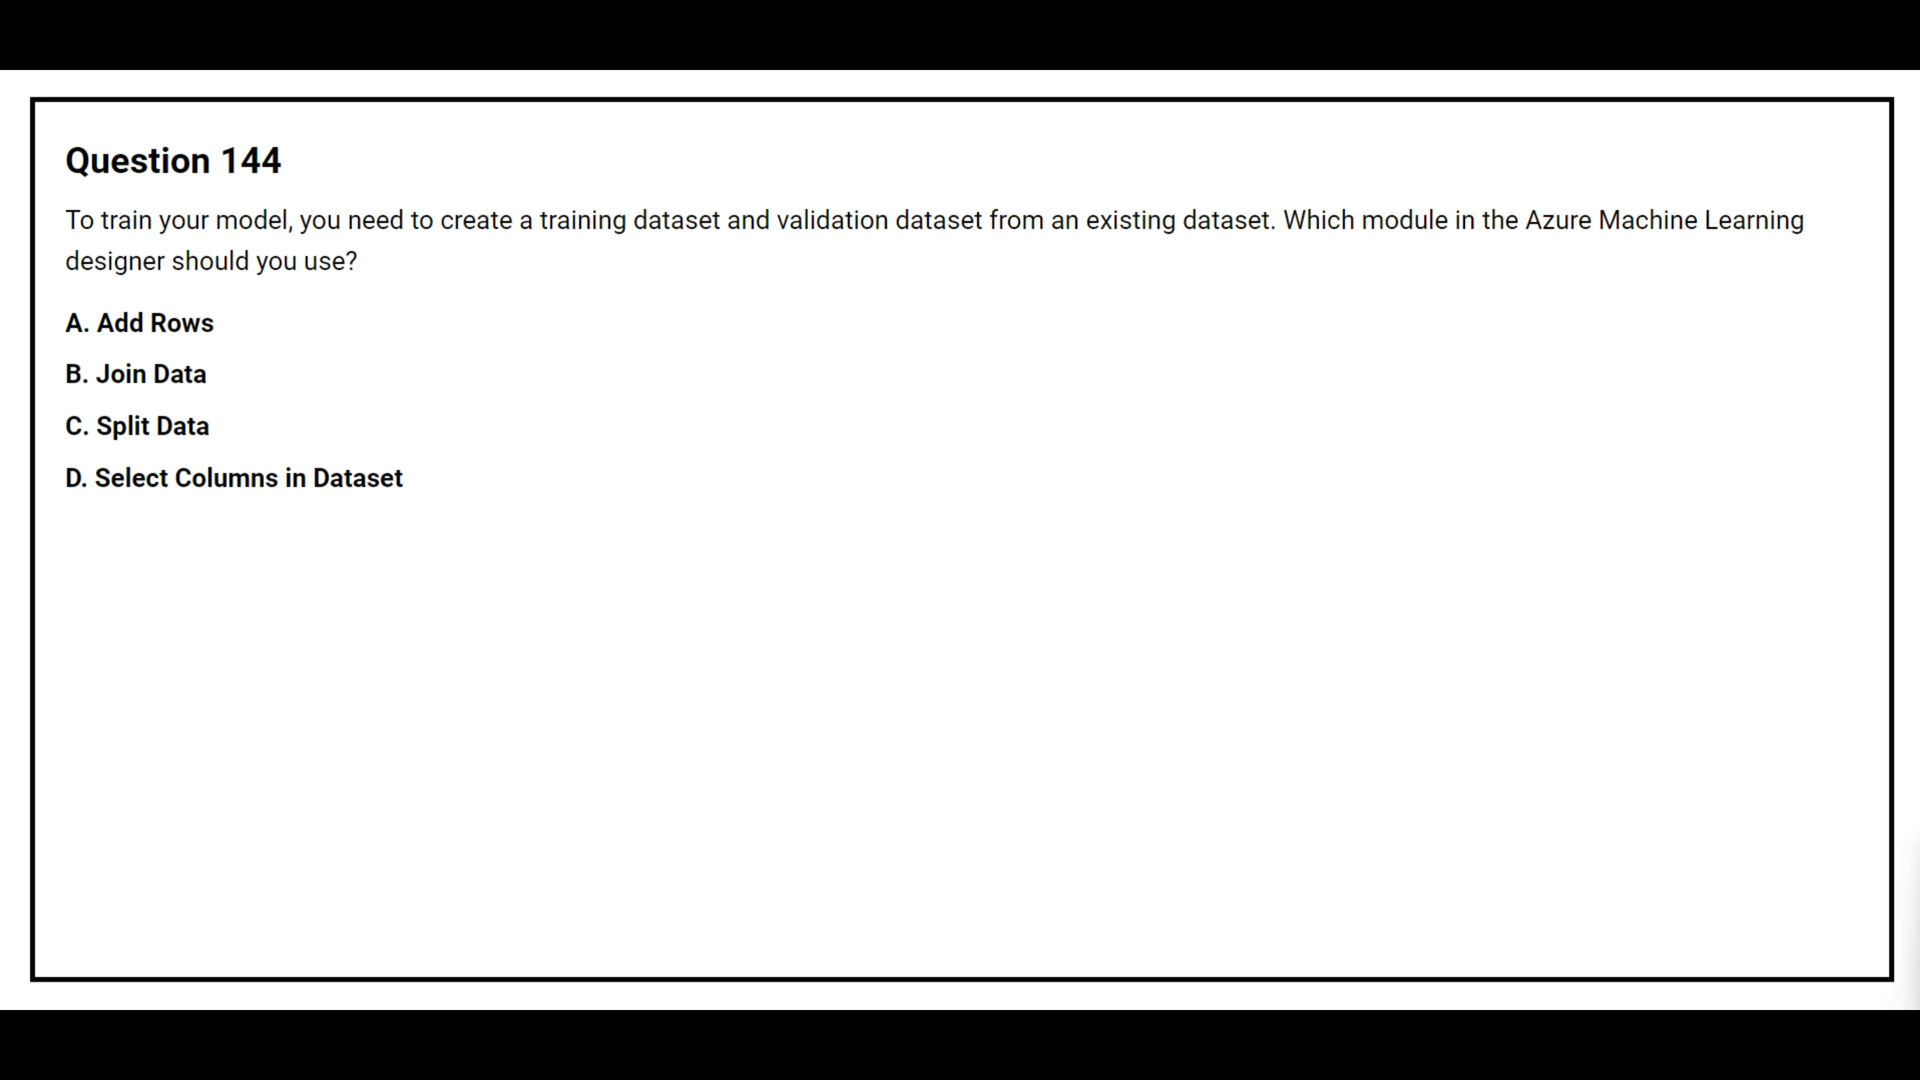 Question 144
To train your model, you need to create a training dataset and validation dataset from an existing dataset. Which module in the Azure Machine Learning
designer should you use?
A. Add Rows
B. Join Data
C. Split Data
D. Select Columns in Dataset